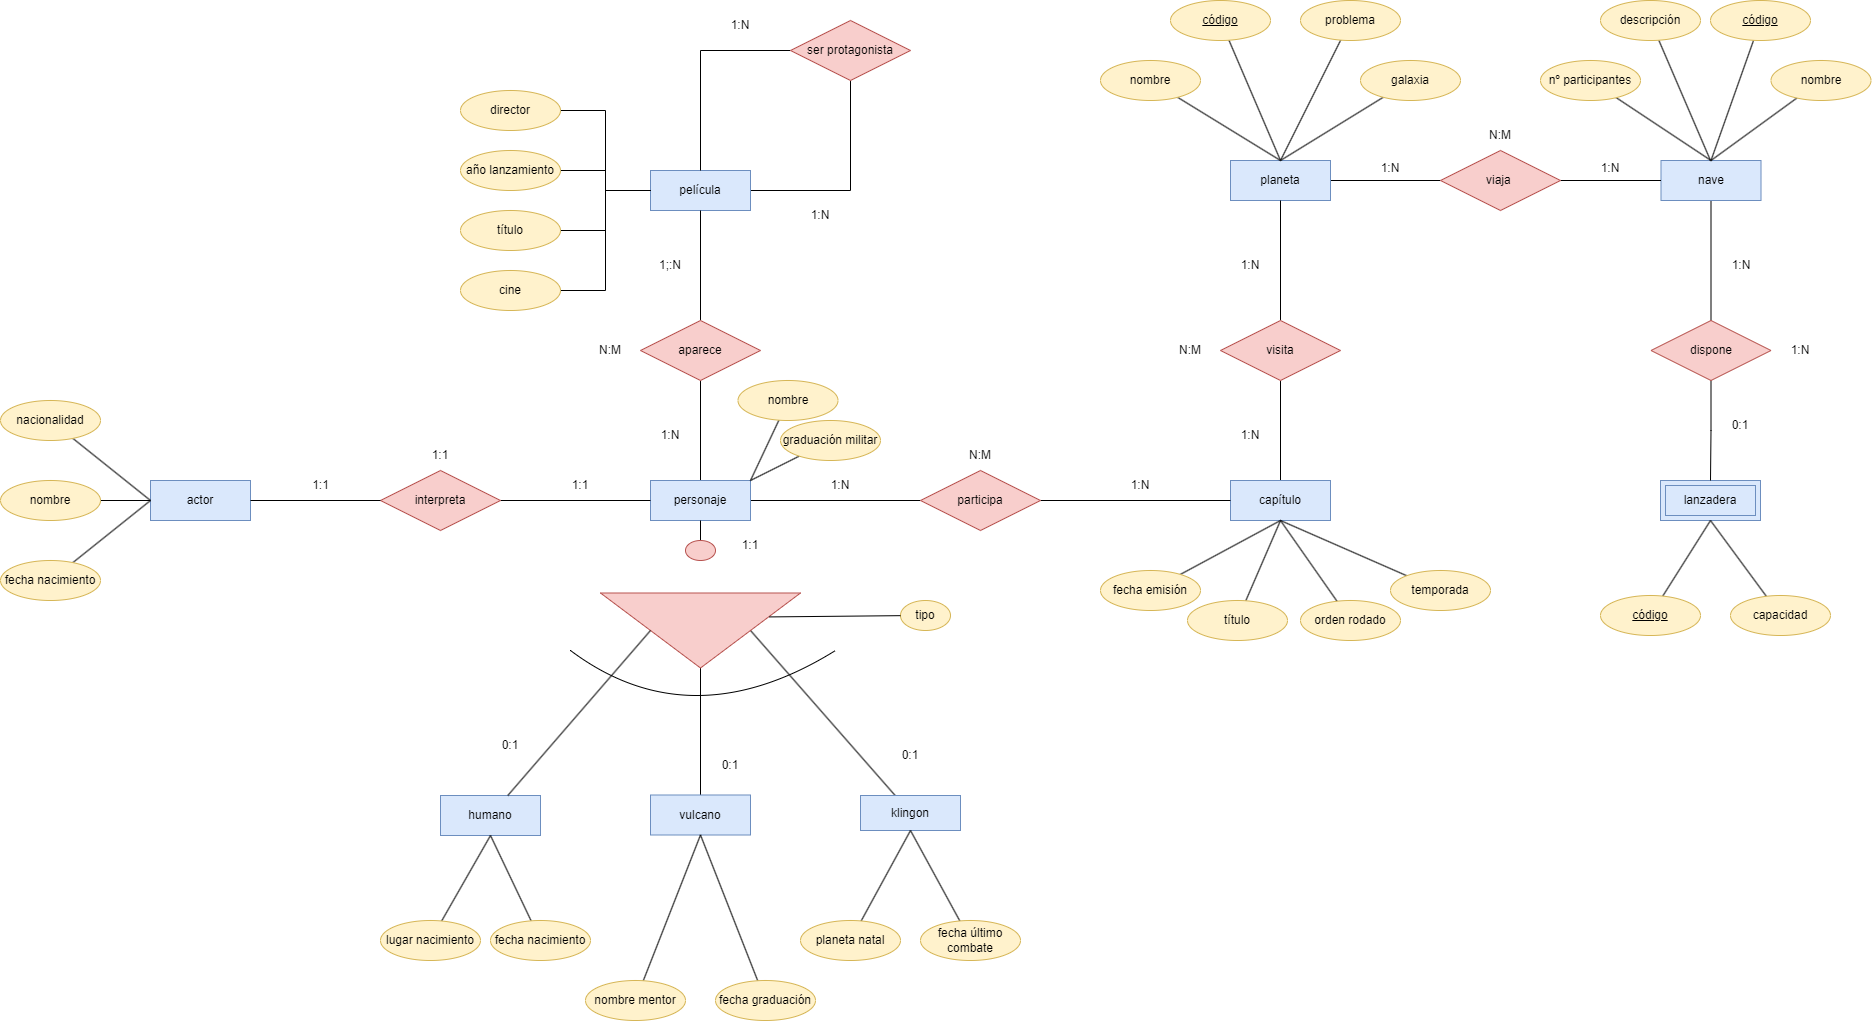 1:N
ser protagonista
director
año lanzamiento
película
título
cine
1:N
1;:N
N:M
aparece
1:N
nombre
graduación militar
nacionalidad
nombre
fecha nacimiento
actor
1:1
1:1
interpreta
1:1
personaje
1:1
1:N
N:M
participa
1:N
código
problema
nombre
galaxia
planeta
1:N
N:M
viaja
1:N
descripción
código
nº participantes
nombre
nave
1:N
N:M
visita
1:N
capítulo
fecha emisión
título
orden rodado
temporada
1:N
dispone
1:N
0:1
lanzadera
código
capacidad
tipo
0:1
0:1
0:1
humano
vulcano
klingon
lugar nacimiento
fecha nacimiento
nombre mentor
fecha graduación
planeta natal
fecha último
combate